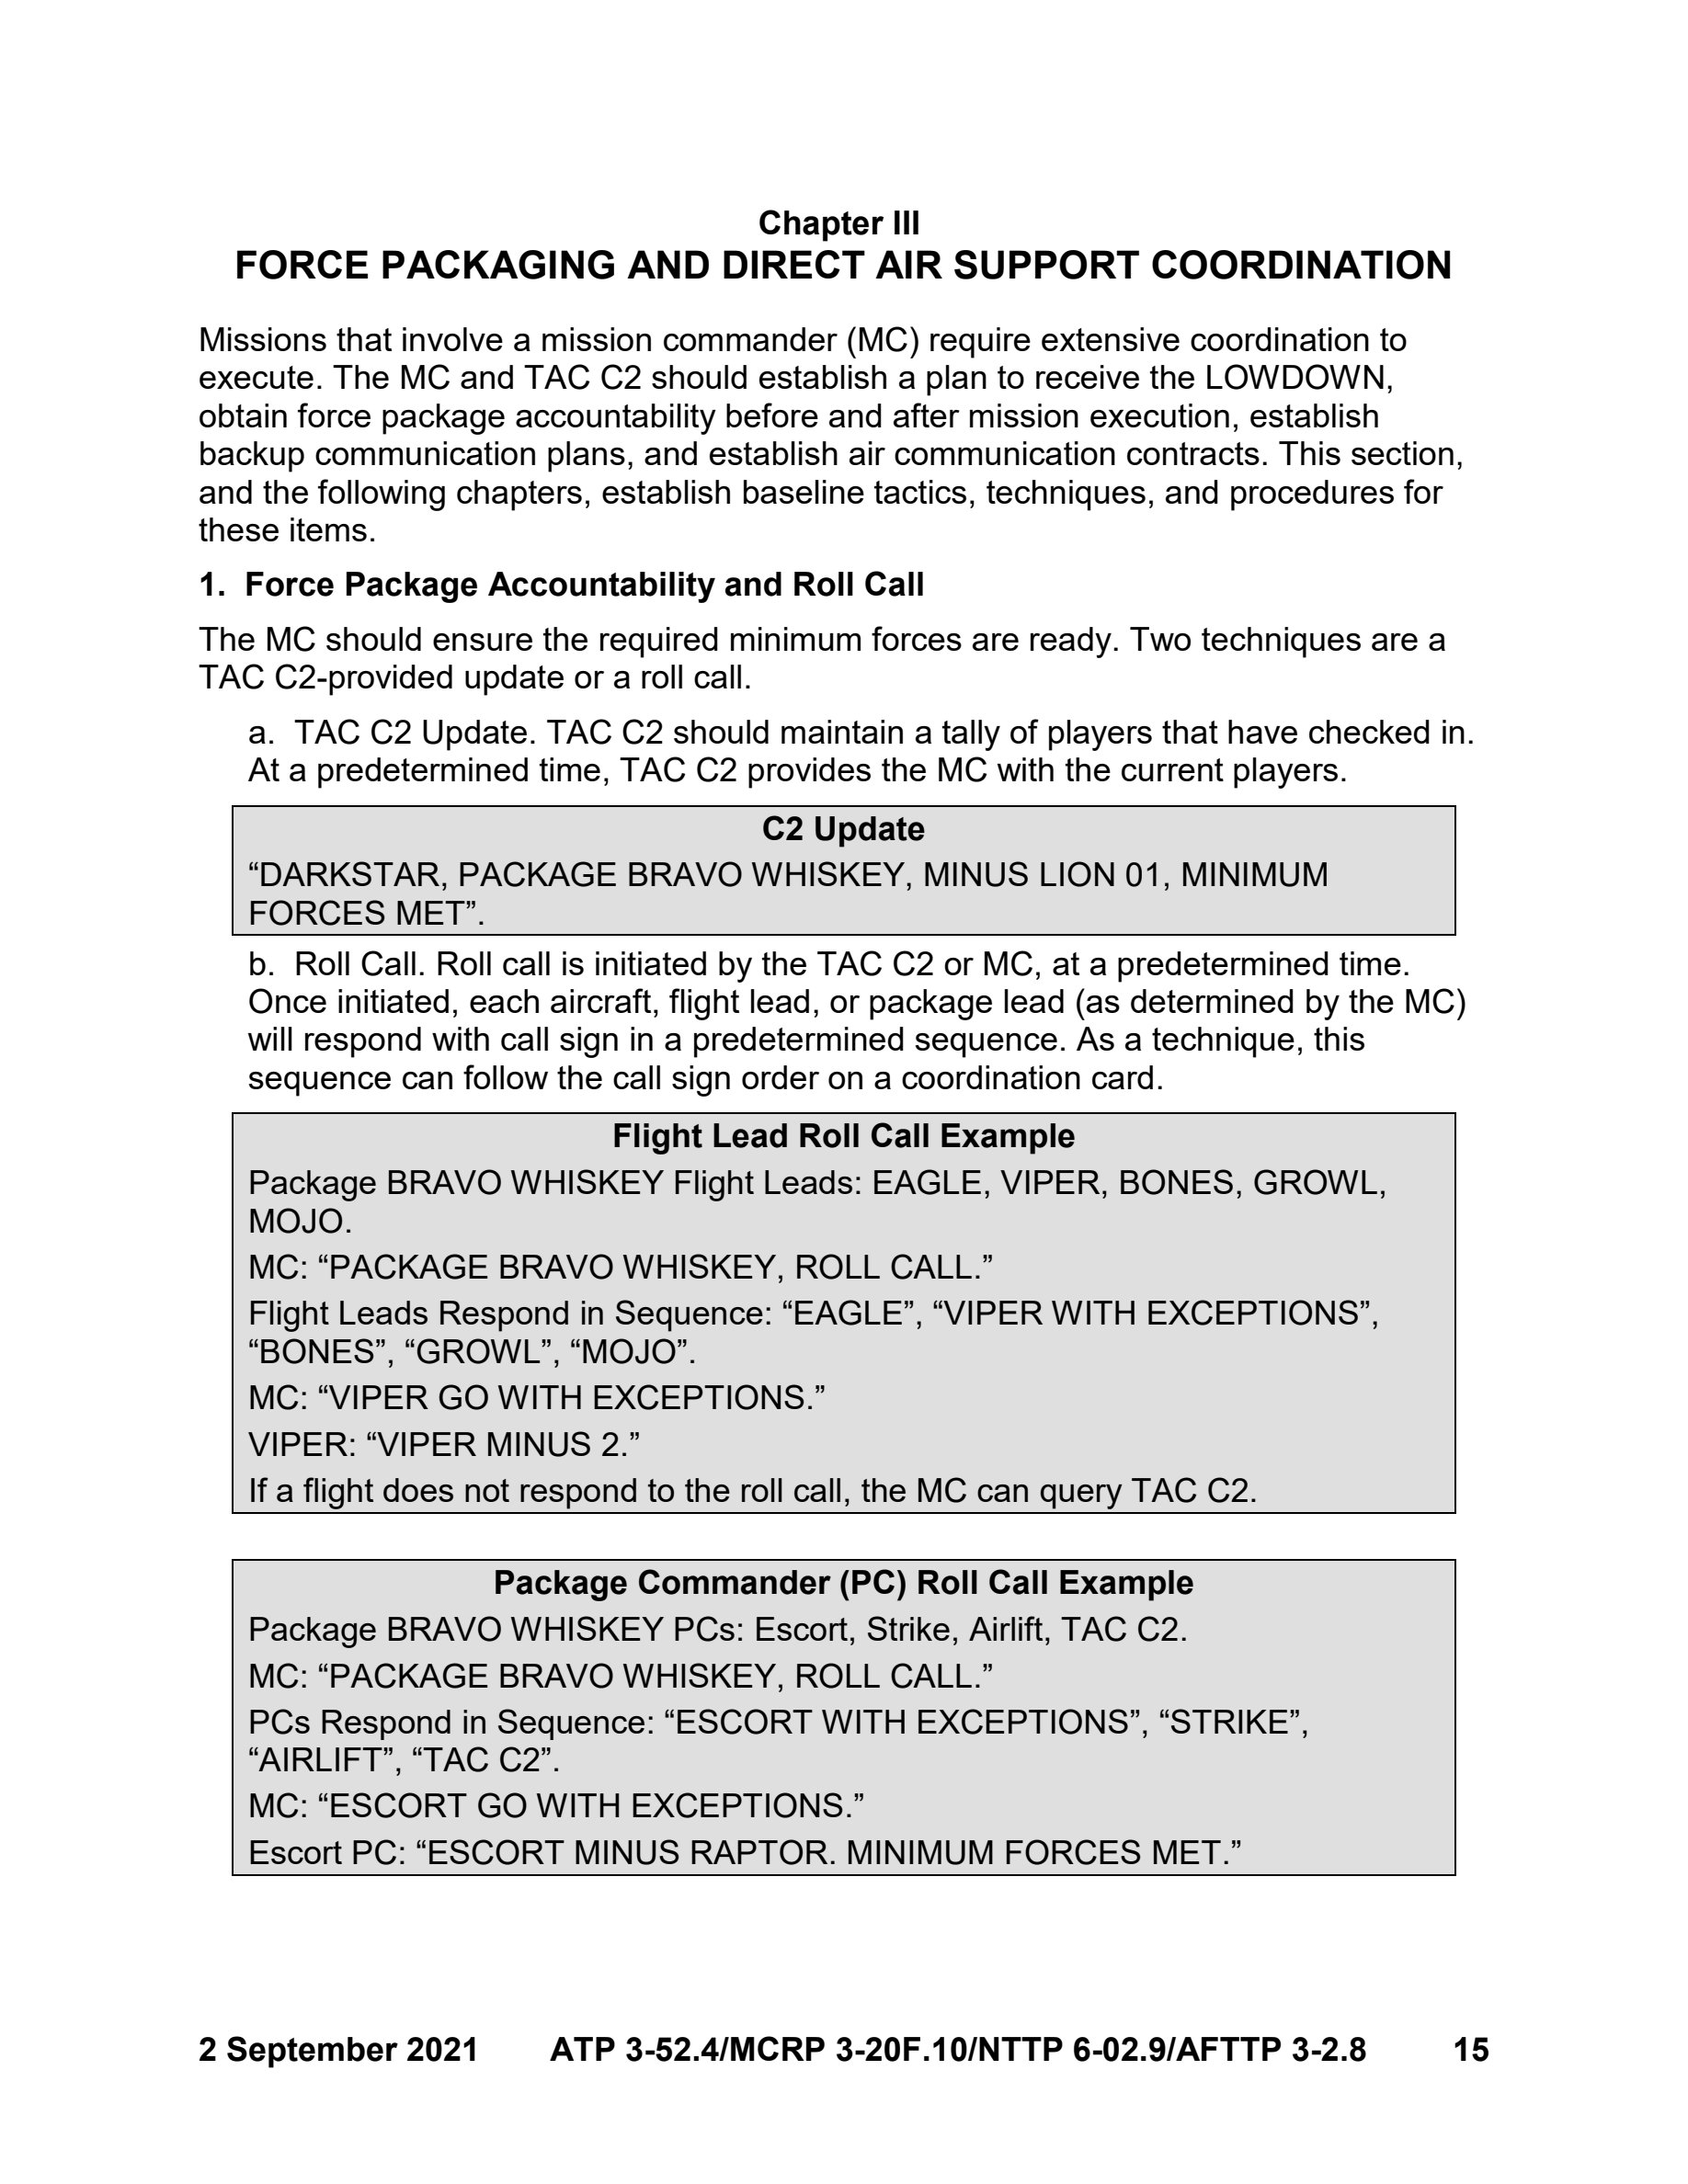 Chapter III
FORCE PACKAGING AND DIRECT AIR SUPPORT COORDINATION
Missions that involve a mission commander (MC) require extensive coordination to
execute. The MC and TAC C2 should establish a plan to receive the LOWDOWN,
obtain force package accountability before and after mission execution, establish
backup communication plans, and establish air communication contracts. This section,
and the following chapters, establish baseline tactics, techniques, and procedures for
these items.
1. Force Package Accountability and Roll Call
The MC should ensure the required minimum forces are ready. Two techniques are a
TAC C2-provided update or a roll call.
a. TAC C2 Update. TAC C2 should maintain a tally of players that have checked in.
At a predetermined time, TAC C2 provides the MC with the current players.
C2 Update
“DARKSTAR, PACKAGE BRAVO WHISKEY, MINUS LION 01, MINIMUM
FORCES MET”.
b. Roll Call. Roll call is initiated by the TAC C2 or MC, at a predetermined time.
Once initiated, each aircraft, flight lead, or package lead (as determined by the MC)
will respond with call sign in a predetermined sequence. As a technique, this
sequence can follow the call sign order on a coordination card.
Flight Lead Roll Call Example
Package BRAVO WHISKEY Flight Leads: EAGLE, VIPER, BONES, GROWL,
MOJO.
MC: “PACKAGE BRAVO WHISKEY, ROLL CALL.”
Flight Leads Respond in Sequence: “EAGLE”, “VIPER WITH EXCEPTIONS”,
“BONES”, “GROWL”, “MOJO”.
MC: “VIPER GO WITH EXCEPTIONS.”
VIPER: “VIPER MINUS 2.”
If a flight does not respond to the roll call, the MC can query TAC C2.
Package Commander (PC) Roll Call Example
Package BRAVO WHISKEY PCs: Escort, Strike, Airlift, TAC C2.
MC: “PACKAGE BRAVO WHISKEY, ROLL CALL.”
PCs Respond in Sequence: “ESCORT WITH EXCEPTIONS”, “STRIKE”,
“AIRLIFT”, “TAC C2”.
MC: “ESCORT GO WITH EXCEPTIONS.”
Escort PC: “ESCORT MINUS RAPTOR. MINIMUM FORCES MET.”
2 September 2021 ATP 3-52.4/MCRP 3-20F.10/NTTP 6-02.9/AFTTP 3-2.8 15